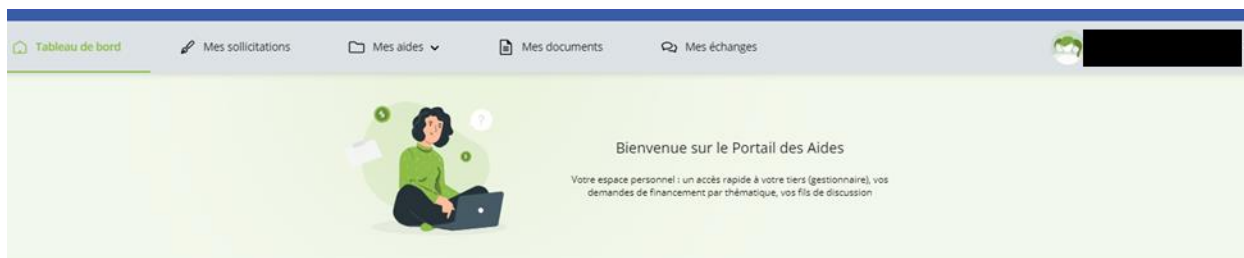 Tableau de bord
Mes sollicitations
Mes aides
Mes documents
Mes échanges
Bienvenue sur le Portail des Aides
Votre espace personnel : un accès rapide à votre tiers (gestionnaire), vos
demandes de financement par thématique, vos fils de discussion